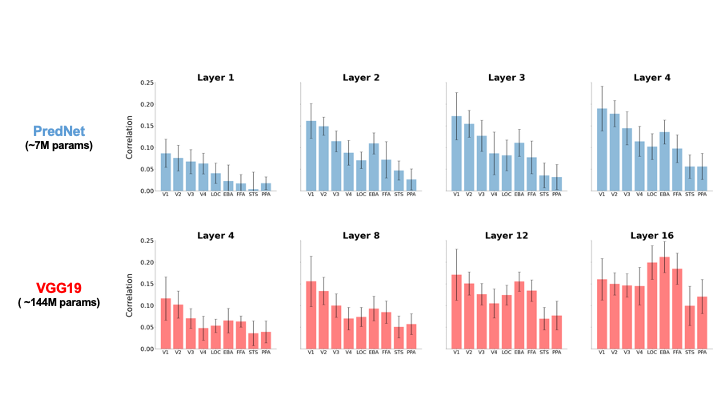 Layer 1
Layer 2
Layer 3
Layer 4
PredNet
(~7M params)
Correlation
0.25
0.20
0.15
0.10
0.05
0.00
V1 V2 V3 V4 LOC EBA FFA STS PPA
V1 V2 V3 V4 LOC EBA FFA STS PPA
V1 V2 V3 V4 LOC EBA FFA STS PPA
V1 V2 V3 V4 LOC EBA FFA STS PPA
Layer 4
Layer 8
Layer 12
Layer 16
VGG19
( ~144M params)
Correlation
0.25
0.20
0.15
0.10
0.05
0.00
V1 V2 V3 V4 LOC EBA FFA STS PPA
V1 V2 V3 V4 LOC EBA FFA STS PPA
V1 V2 V3 V4 LOC EBA FFA STS PPA
V1 V2 V3 V4 LOC EBA FFA STS PPA